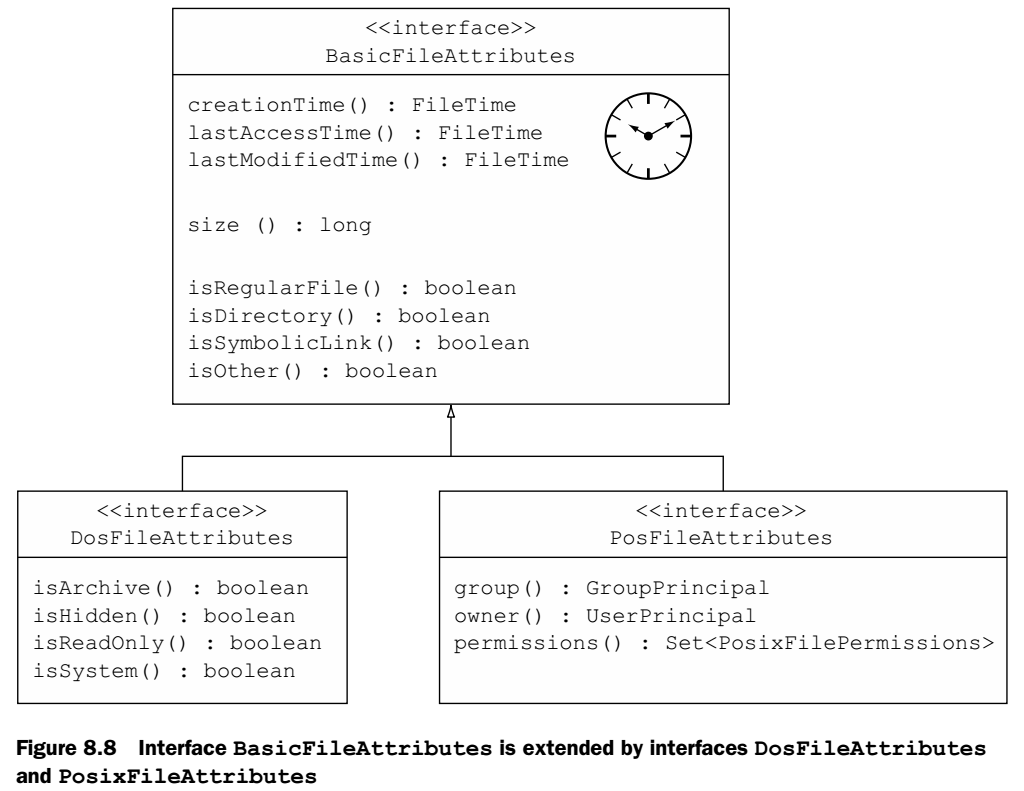 <<interface>>
BasicFileAttributes
creationTime() : FileTime
lastAccessTime() : FileTime
lastModifiedTime() : FileTime
size () : long
isRegularFile() : boolean
isDirectory() : boolean
isSymbolicLink() : boolean
isOther() : boolean
<<interface>>
DosFileAttributes
isArchive() : boolean
isHidden() : boolean
isReadOnly() : boolean
isSystem() : boolean
<<interface>>
PosFileAttributes
group() : GroupPrincipal
owner() : UserPrincipal
permissions() : Set<PosixFilePermissions>
Figure 8.8 Interface BasicFileAttributes is extended by interfaces DosFileAttributes
and PosixFileAttributes